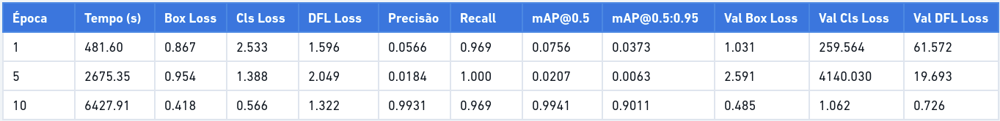 Época Tempo (s) Box Loss Cls Loss DFL Loss Precisão Recall mAP@0.5 mAP@0.5:0.95 Val Box Loss Val Cls Loss Val DFL Loss
1 481.60 0.867 2.533 1.596 0.0566 0.969 0.0756 0.0373 1.031 259.564 61.572
5 2675.35 0.954 1.388 2.049 0.0184 1.000 0.0207 0.0063 2.591 4140.030 19.693
10 6427.91 0.418 0.566 1.322 0.9931 0.969 0.9941 0.9011 0.485 1.062 0.726